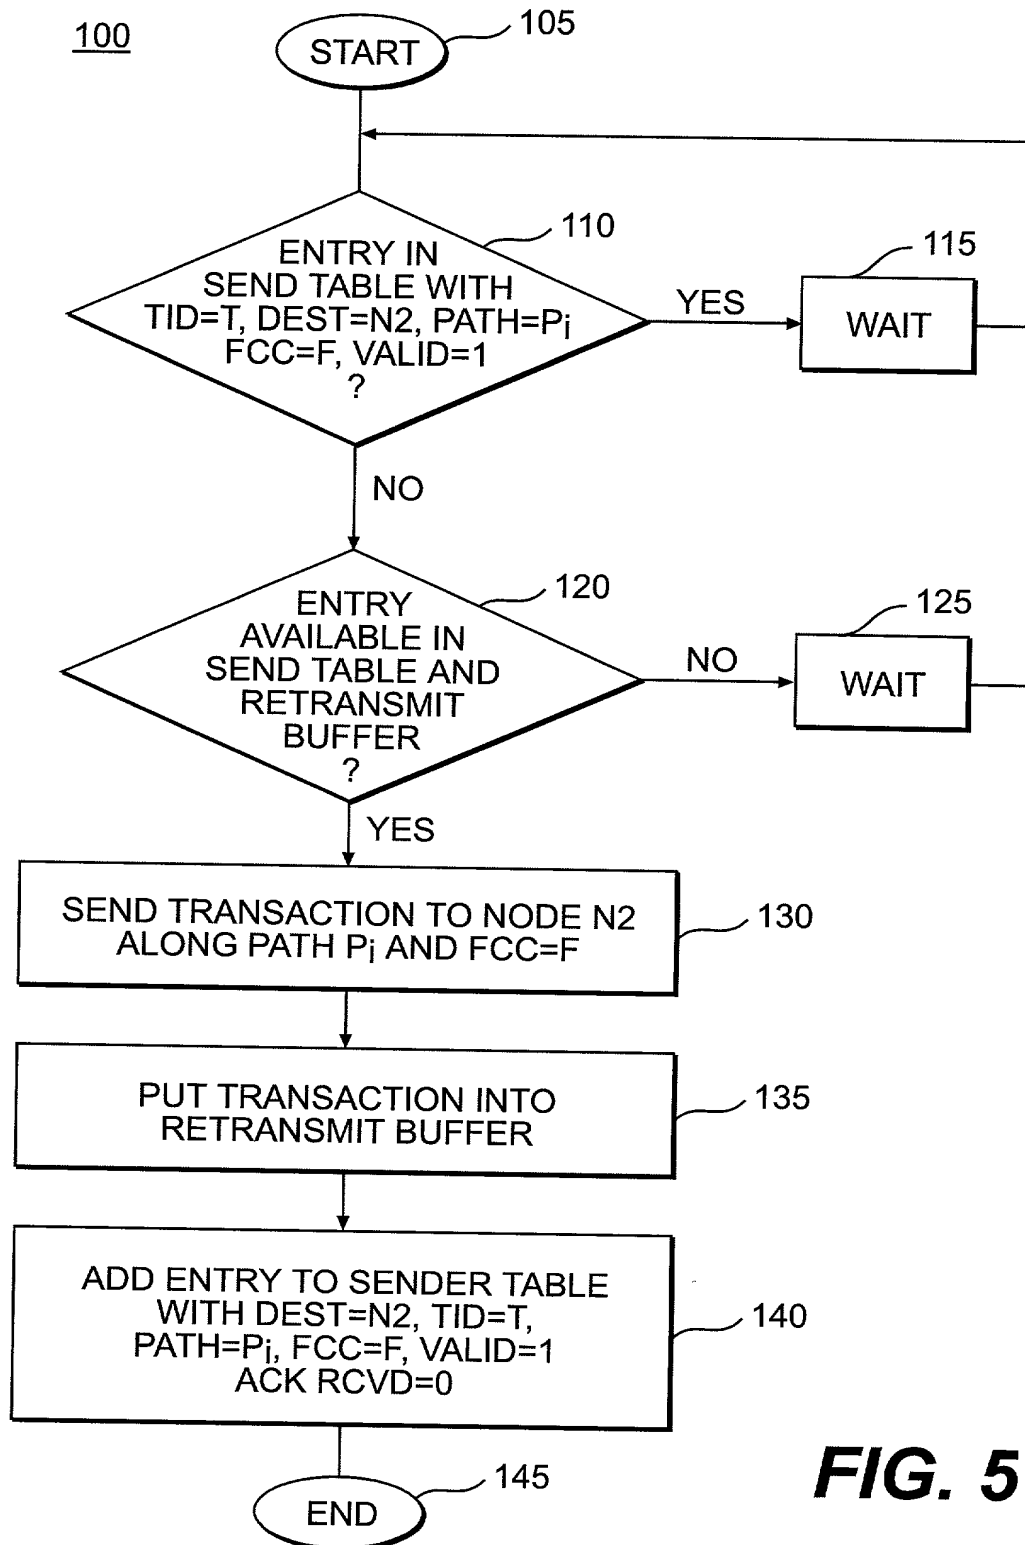 100
START
105
ENTRY IN
SEND TABLE WITH
TID=T, DEST=N2, PATH=Pi
FCC=F, VALID=1
?
110
YES
115
WAIT
NO
ENTRY
AVAILABLE IN
SEND TABLE AND
RETRANSMIT
BUFFER
?
120
NO
125
WAIT
YES
SEND TRANSACTION TO NODE N2
ALONG PATH Pi AND FCC=F
130
PUT TRANSACTION INTO
RETRANSMIT BUFFER
135
ADD ENTRY TO SENDER TABLE
WITH DEST=N2, TID=T,
PATH=Pi, FCC=F, VALID=1
ACK RCVD=0
140
END
145
FIG. 5